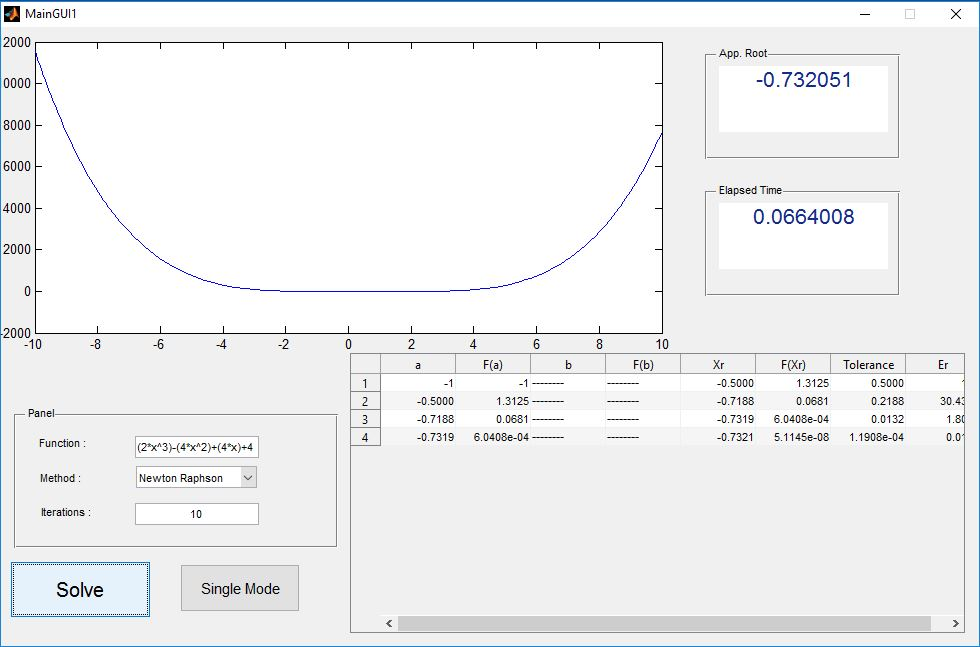 MainGUI1
2000
0000
8000
6000
4000
2000
0
-2000
-10 -8 -6 -4 -2 0 2 4 6 8 10
App. Root
-0.732051
Elapsed Time
0.0664008
Panel
Function :
(2*x^3)-(4*x^2)+(4*x)+4
Method :
Newton Raphson
Iterations :
10
Solve
Single Mode
a F(a) b F(b) Xr F(Xr) Tolerance Er
1 -1 -1 -------- -------- -0.5000 1.3125 0.5000
2 -0.5000 1.3125 -------- -------- -0.7188 0.0681 0.2188 30.43
3 -0.7188 0.0681 -------- -------- -0.7319 6.0408e-04 0.0132 1.80
4 -0.7319 6.0408e-04 -------- -------- -0.7321 5.1145e-08 1.1908e-04 0.01